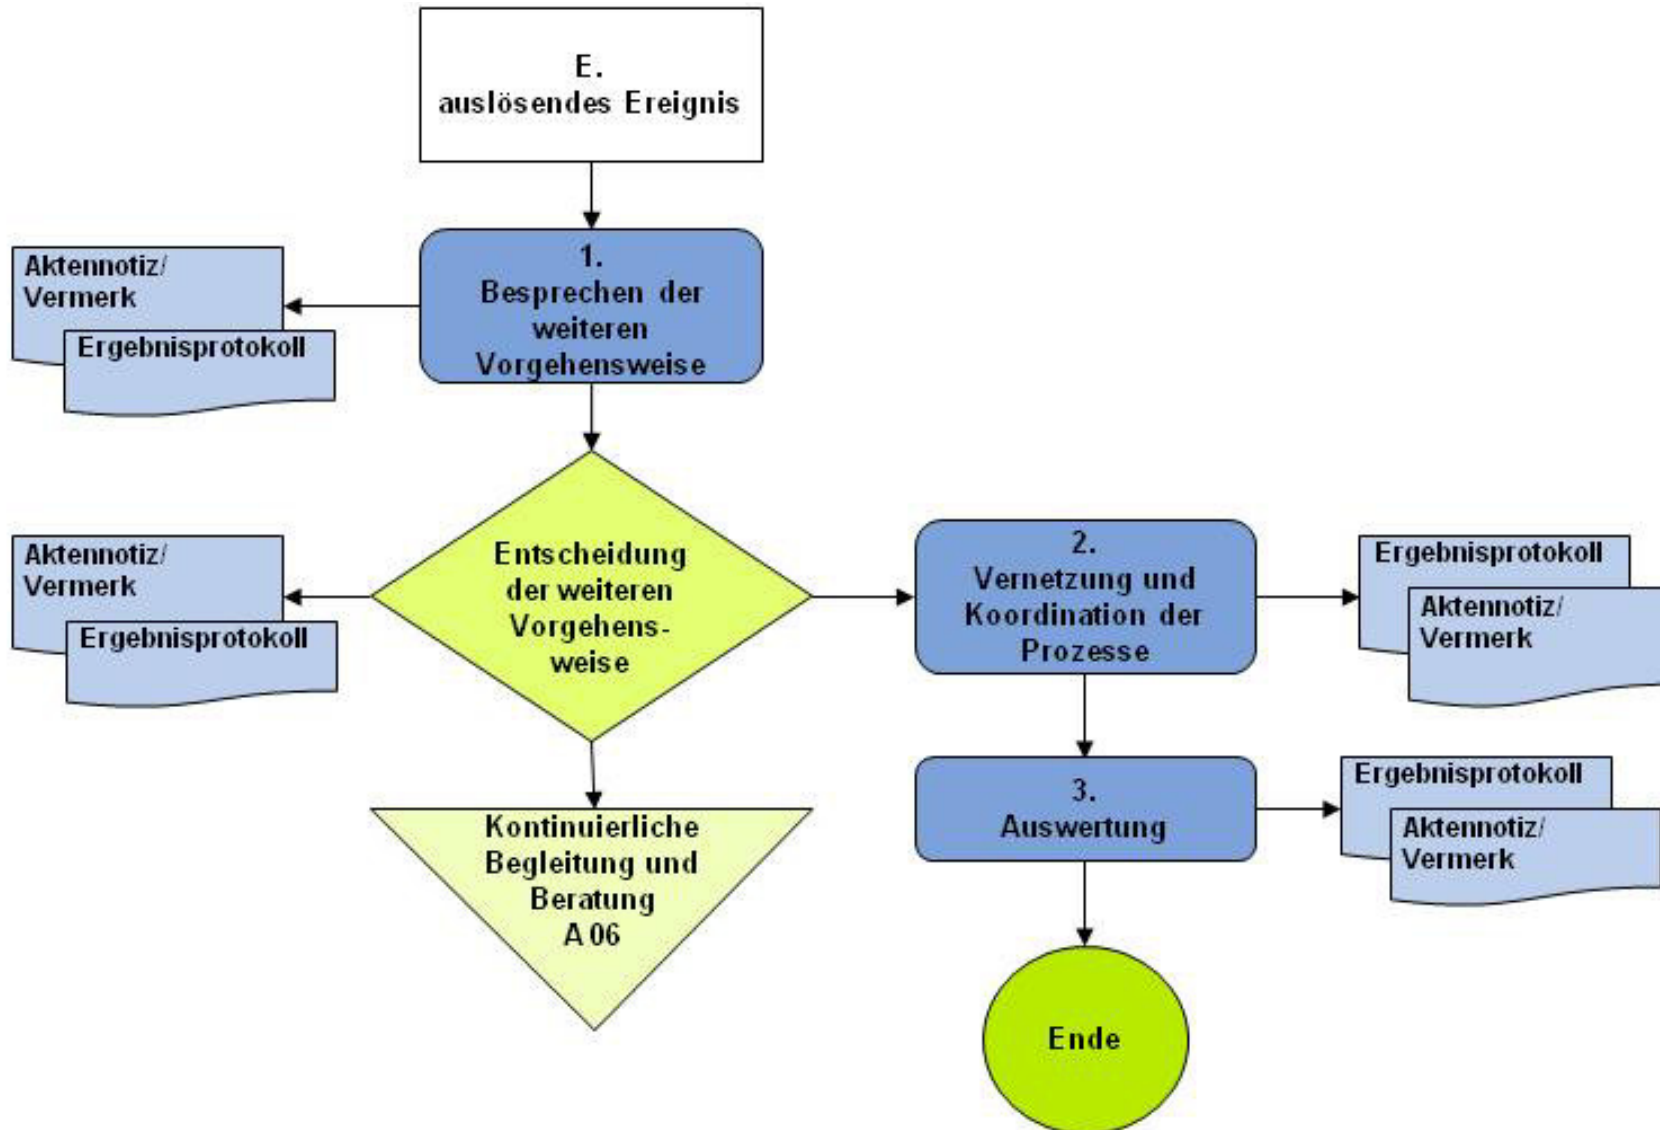 E.
auslösendes Ereignis
Aktennotiz/
Vermerk
Ergebnisprotokoll
1.
Besprechen der
weiteren
Vorgehensweise
Aktennotiz/
Vermerk
Ergebnisprotokoll
Entscheidung
der weiteren
Vorgehens-
weise
2.
Vernetzung und
Koordination der
Prozesse
Ergebnisprotokoll
Aktennotiz/
Vermerk
Kontinuierliche
Begleitung und
Beratung
A 06
3.
Auswertung
Ergebnisprotokoll
Aktennotiz/
Vermerk
Ende